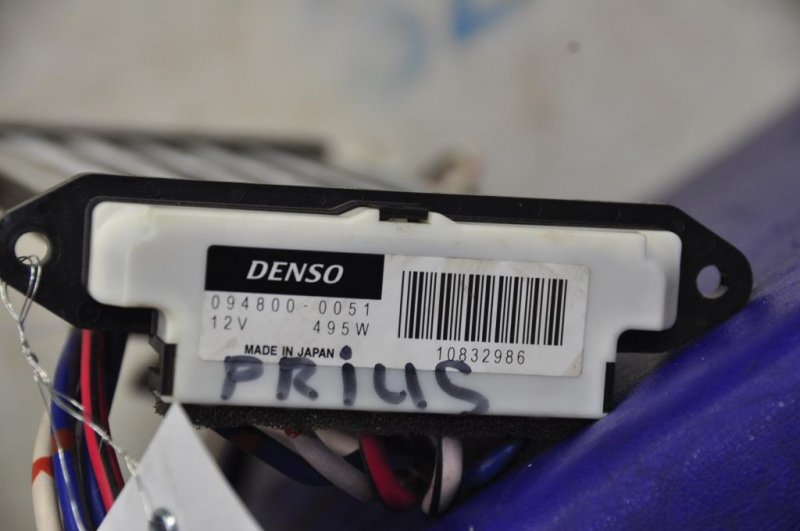 DENSO
094800-0051
12V 495W
MADE IN JAPAN
10832986
PRIUS